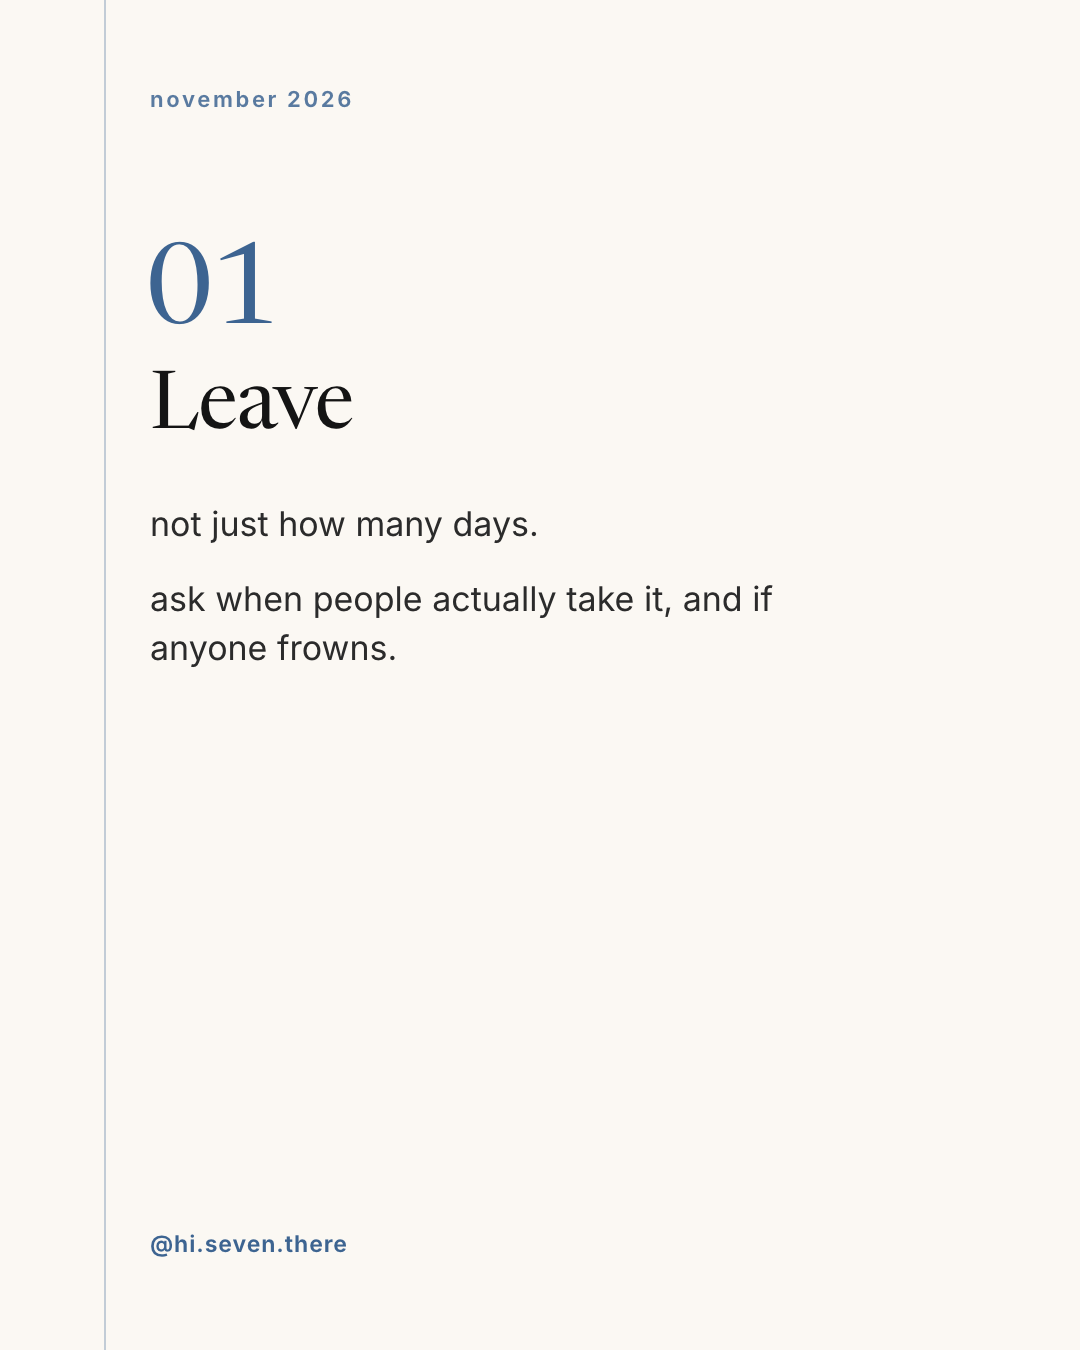 november 2026
01
Leave
not just how many days.
ask when people actually take it, and if
anyone frowns.
@hi.seven.there